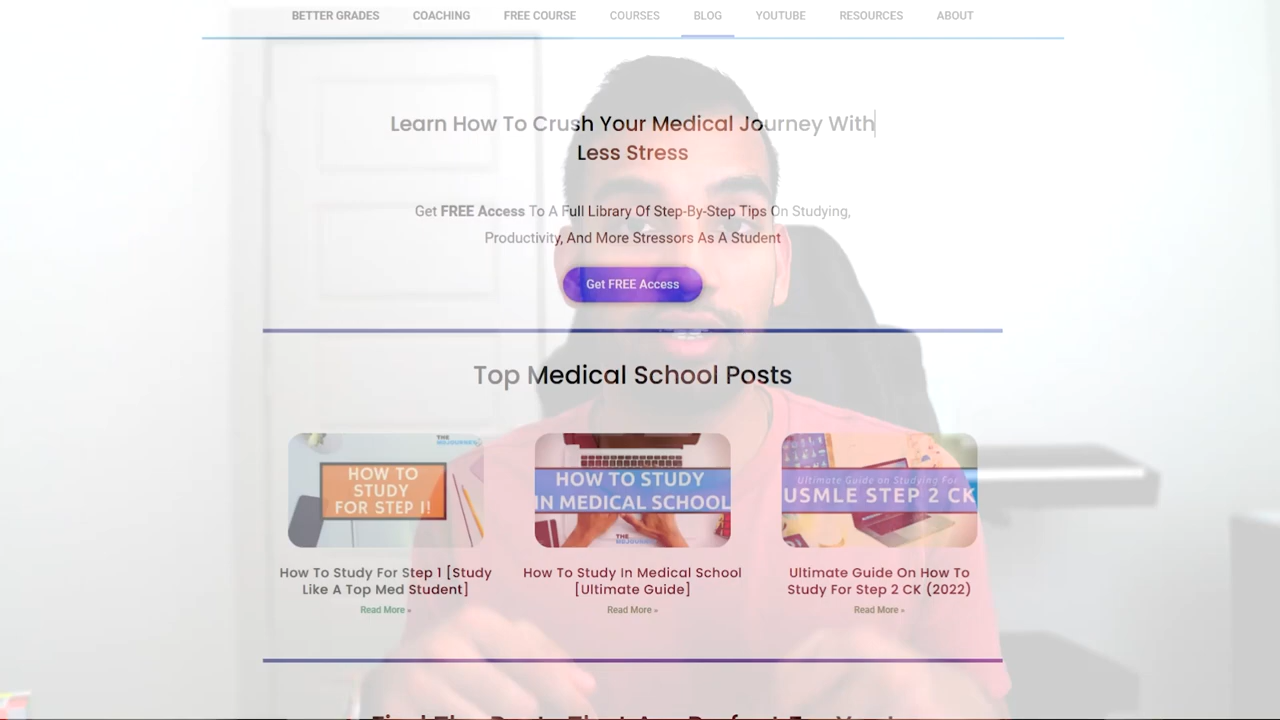 BETTER GRADES COACHING FREE COURSE COURSES BLOG YOUTUBE RESOURCES ABOUT
Learn How To Crush Your Medical Journey With
Less Stress
Get FREE Access To A Full Library Of Step-By-Step Tips On Studying,
Productivity, And More Stressors As A Student
Get FREE Access
Top Medical School Posts
THE
MDJOURNEY
HOW TO
STUDY
FOR STEP 1!
HOW TO STUDY
IN MEDICAL SCHOOL
THE
MDJOURNEY
Ultimate Guide on Studying For
USMLE STEP 2 CK
How To Study For Step 1 [Study
Like A Top Med Student]
Read More »
How To Study In Medical School
[Ultimate Guide]
Read More »
Ultimate Guide On How To
Study For Step 2 CK (2022)
Read More »